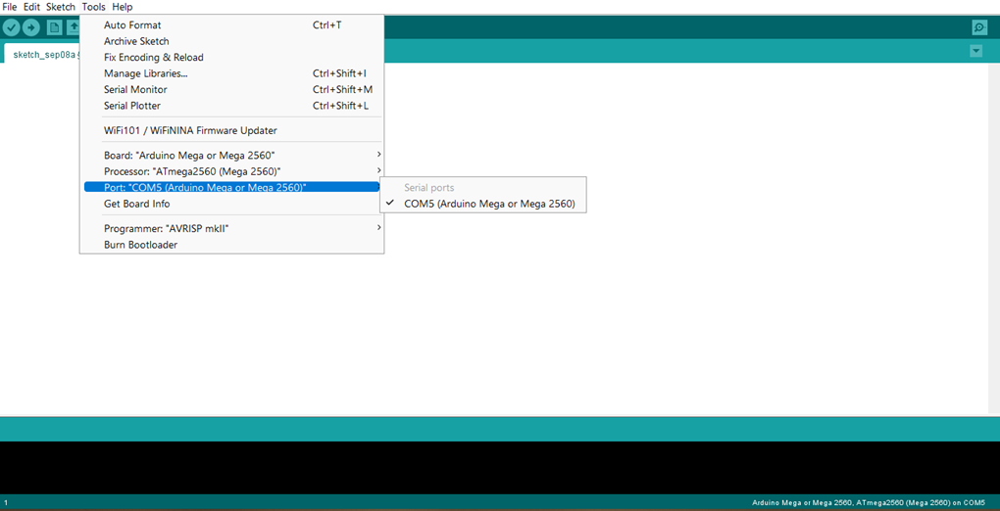 File Edit Sketch Tools Help
sketch_sep08a
Auto Format Ctrl+T
Archive Sketch
Fix Encoding & Reload
Manage Libraries... Ctrl+Shift+I
Serial Monitor Ctrl+Shift+M
Serial Plotter Ctrl+Shift+L
WiFi101 / WiFiNINA Firmware Updater
Board: "Arduino Mega or Mega 2560"
Processor: "ATmega2560 (Mega 2560)"
Port: "COM5 (Arduino Mega or Mega 2560)"
Serial ports
COM5 (Arduino Mega or Mega 2560)
Get Board Info
Programmer: "AVRISP mkII"
Burn Bootloader
1 Arduino Mega or Mega 2560, ATmega2560 (Mega 2560) on COM5